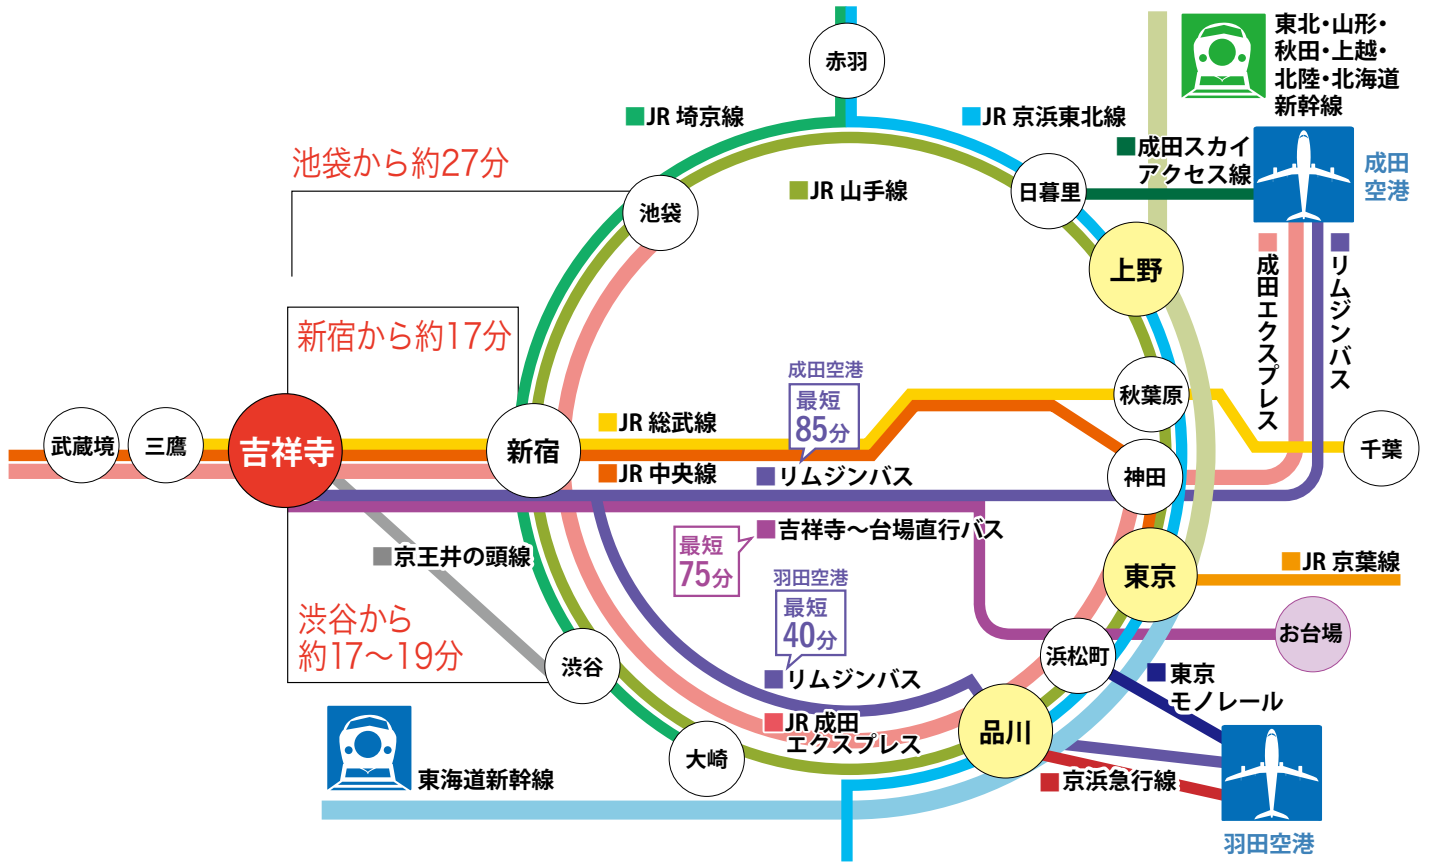 赤羽
東北・山形・
秋田・上越・
北陸・北海道
新幹線
JR 埼京線
JR 京浜東北線
成田スカイ
アクセス線
成田
空港
池袋から約27分
JR 山手線
日暮里
池袋
上野
成田エクスプレス
リムジンバス
新宿から約17分
成田空港
最短
85分
秋葉原
JR 総武線
武蔵境
三鷹
吉祥寺
新宿
千葉
JR 中央線
リムジンバス
神田
吉祥寺～台場直行バス
最短
75分
京王井の頭線
東京
JR 京葉線
羽田空港
最短
40分
渋谷から
約17～19分
お台場
渋谷
浜松町
リムジンバス
東京
モノレール
JR 成田
エクスプレス
品川
大崎
東海道新幹線
京浜急行線
羽田空港